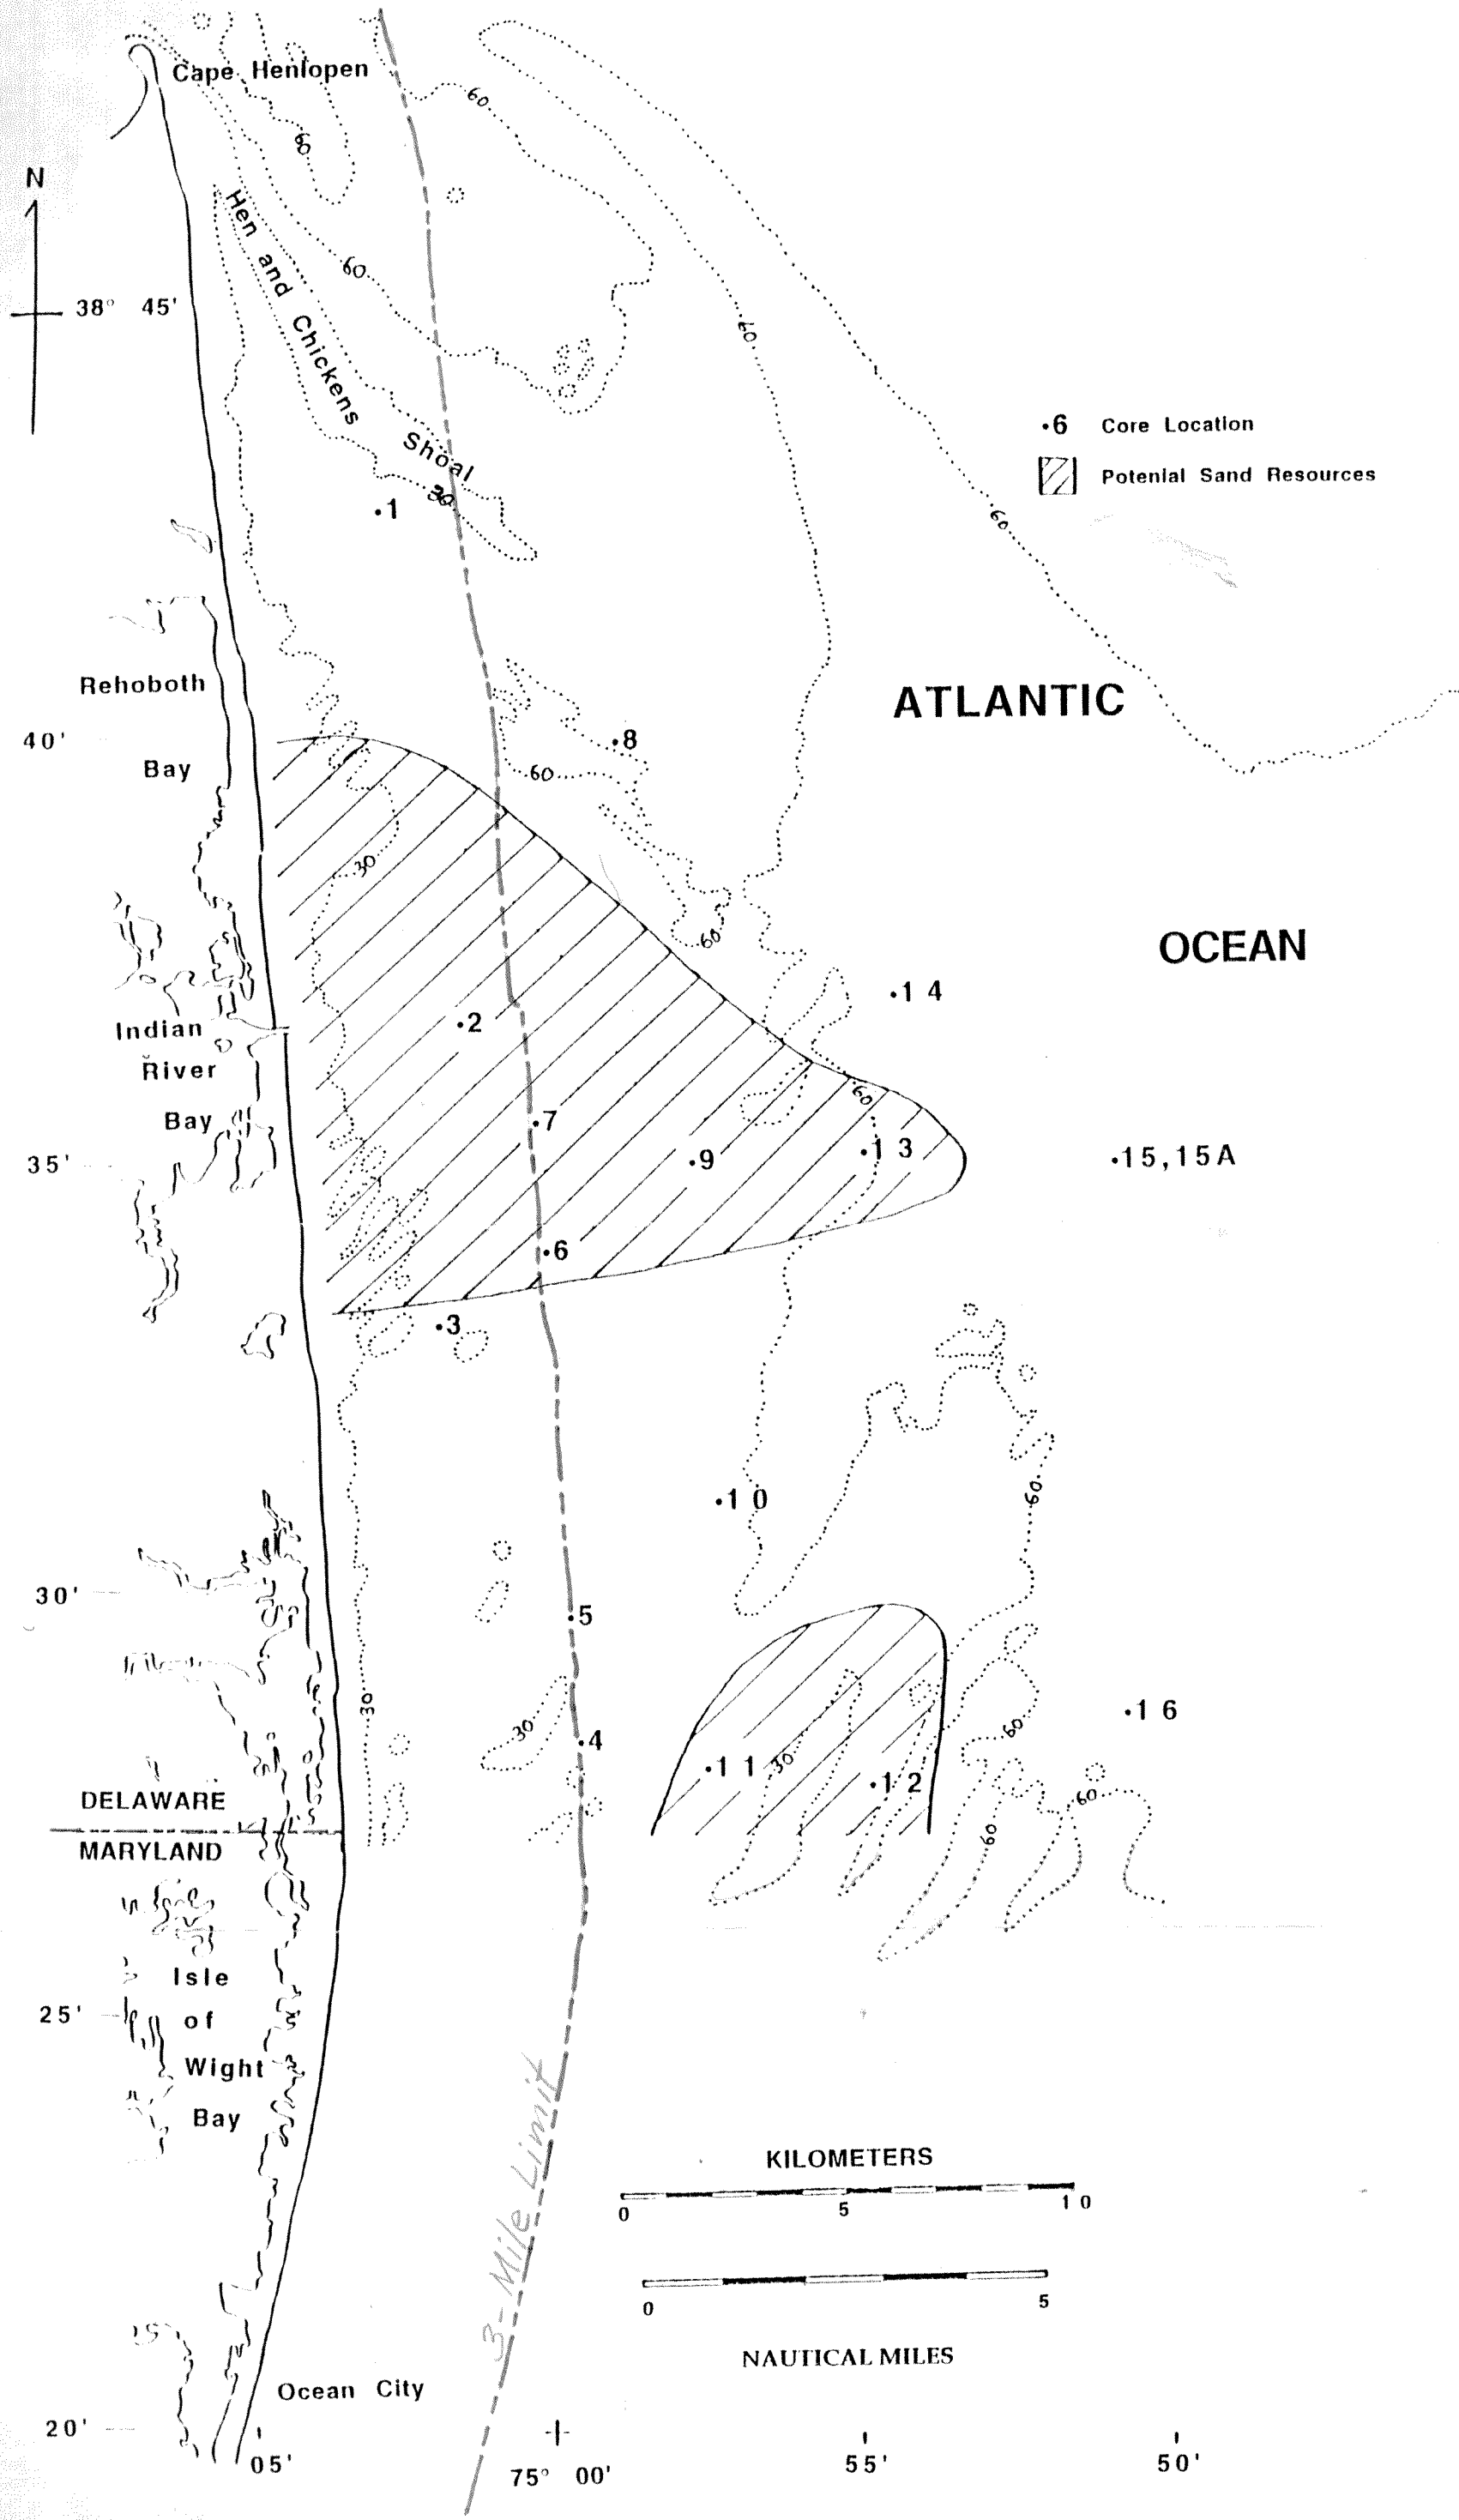 Cape Henlopen
60
60
N
Hen and Chickens Shoal
60
38° 45'
60
.6 Core Location
Potenial Sand Resources
30
.1
60
Rehoboth
Bay
ATLANTIC
40'
.8
60
30
60
OCEAN
.14
.2
Indian
River
Bay
60
.7
.13
.9
35'
.15,15A
.6
.3
.10
60
30'
.5
30
30
.4
60
.16
.11
30
.12
60
60
DELAWARE
MARYLAND
Isle
of
Wight
Bay
25'
3-Mile Limit
KILOMETERS
0 5 10
0 5
NAUTICAL MILES
Ocean City
20'
05' 75° 00' 55' 50'